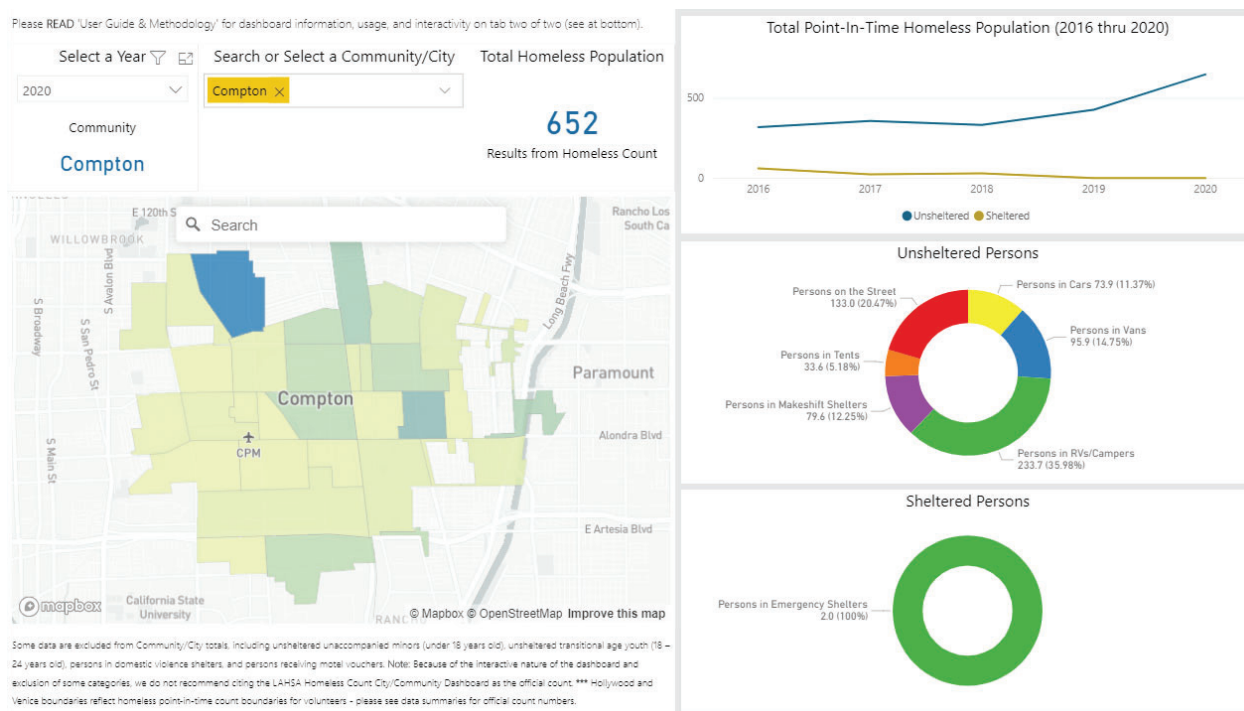 Please READ 'User Guide & Methodology' for dashboard information, usage, and interactivity on tab two of two (see at bottom).
Select a Year
2020
Community
Compton
Search or Select a Community/City
Compton ×
Total Homeless Population
652
Results from Homeless Count
Search
E 120th S
WILLOWBROOK
S Avalon Blvd
S Broadway
S San Pedro St
S Main St
Rancho Los
South Ca
Long Beach Fwy
Paramount
Compton
CPM
Alondra Blvd
E Artesia Blvd
California State
University
RANCHO
mapbox
© Mapbox © OpenStreetMap Improve this map
Some data are excluded from Community/City totals, including unsheltered unaccompanied minors (under 18 years old), unsheltered transitional age youth (18 –
24 years old), persons in domestic violence shelters, and persons receiving motel vouchers. Note: Because of the interactive nature of the dashboard and
exclusion of some categories, we do not recommend citing the LAHSA Homeless Count City/Community Dashboard as the official count. *** Hollywood and
Venice boundaries reflect homeless point-in-time count boundaries for volunteers - please see data summaries for official count numbers.
Total Point-In-Time Homeless Population (2016 thru 2020)
500
0
2016 2017 2018 2019 2020
Unsheltered Sheltered
Unsheltered Persons
Persons on the Street
133.0 (20.47%)
Persons in Cars 73.9 (11.37%)
Persons in Vans
95.9 (14.75%)
Persons in Tents
33.6 (5.18%)
Persons in Makeshift Shelters
79.6 (12.25%)
Persons in RVs/Campers
233.7 (35.98%)
Sheltered Persons
Persons in Emergency Shelters
2.0 (100%)